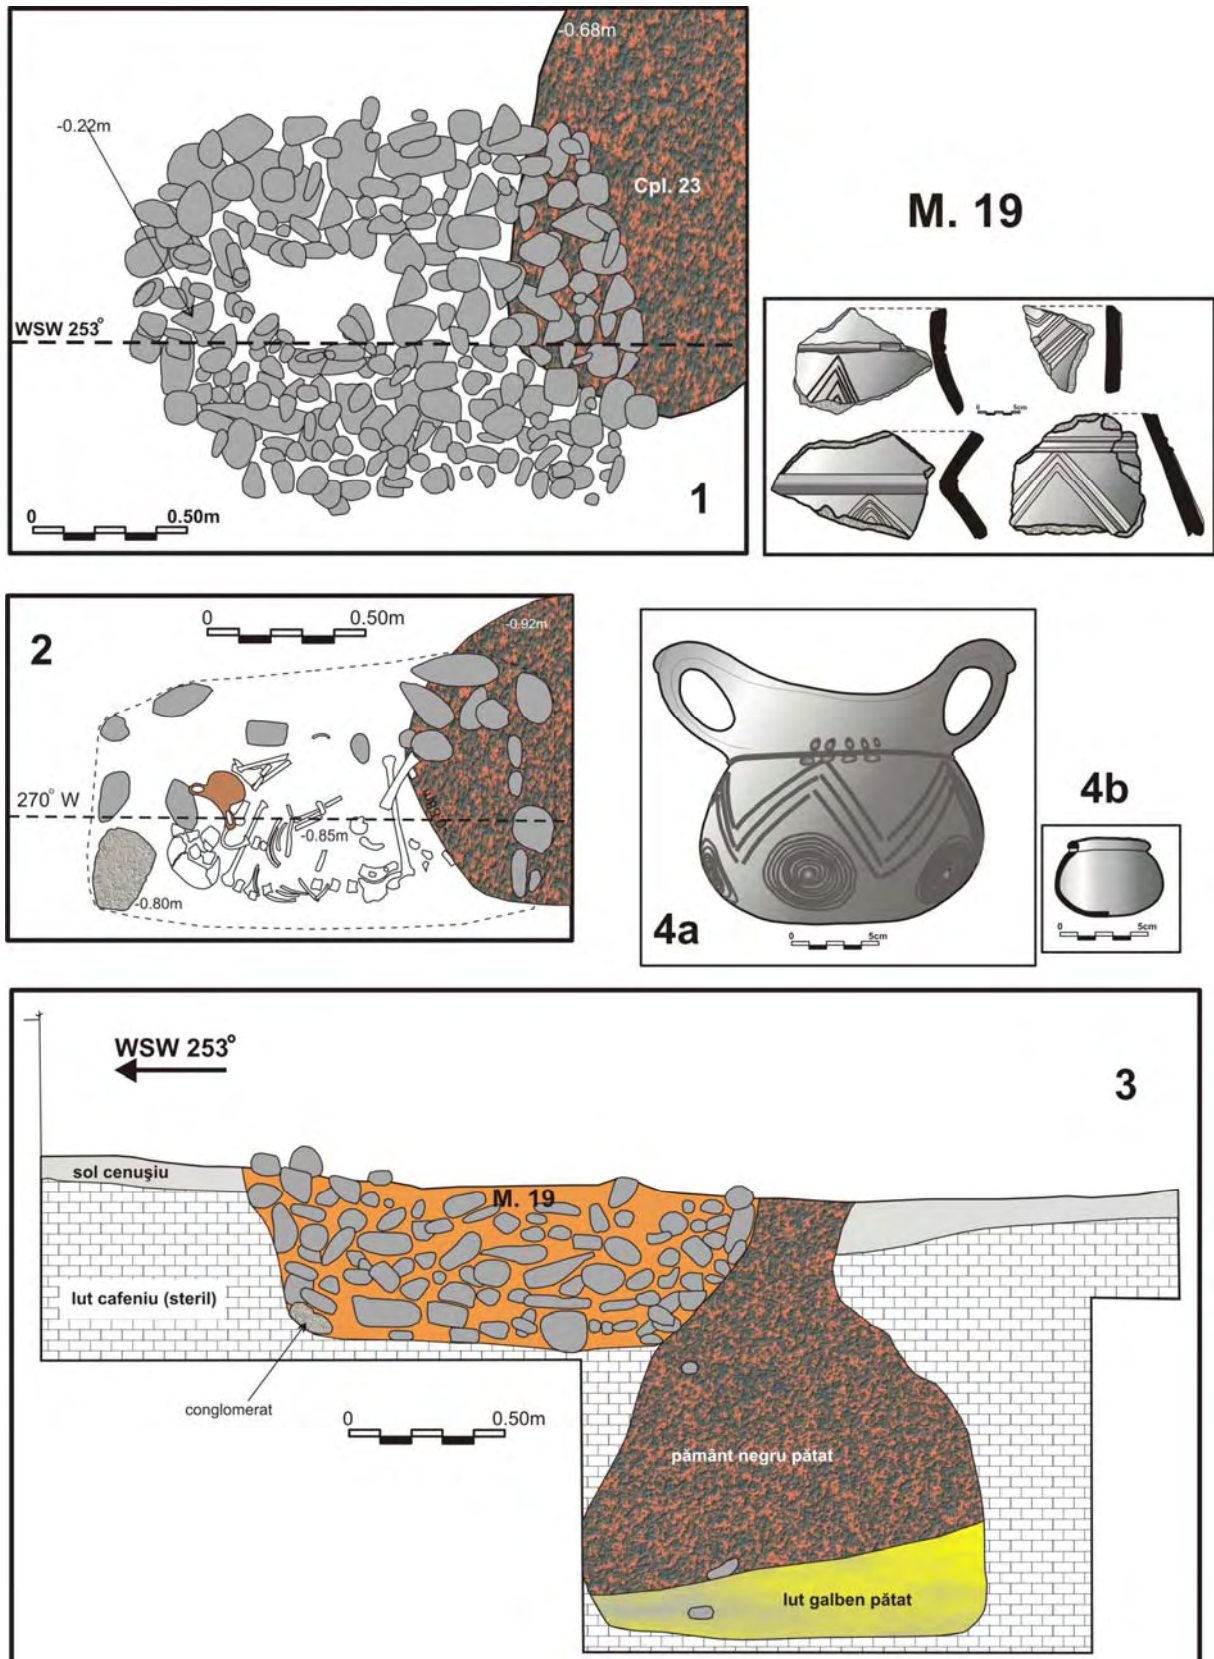 -0.68m
-0.22m
Cpl. 23
WSW 253°
0 0.50m
1
M. 19
0 5cm
2
0 0.50m
-0.92m
270° W
-0.85m
-0.80m
4a
0 5cm
4b
0 5cm
WSW 253°
3
sol cenuşiu
M. 19
lut cafeniu (steril)
conglomerat
0 0.50m
pământ negru pătat
lut galben pătat